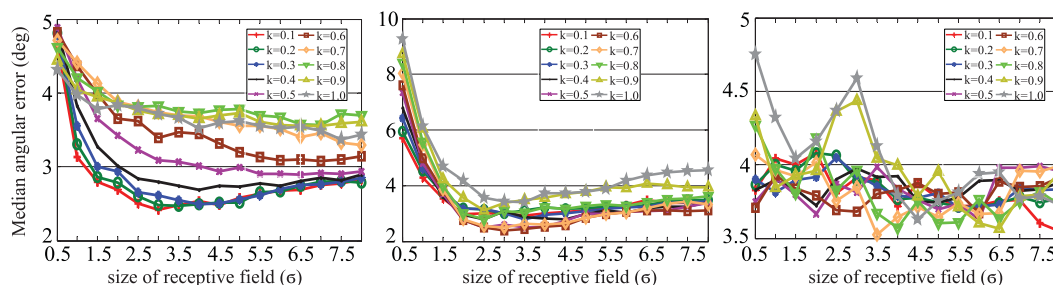 Median angular error (deg)
5
4
3
2
k=0.1 k=0.6
k=0.2 k=0.7
k=0.3 k=0.8
k=0.4 k=0.9
k=0.5 k=1.0
0.5 1.5 2.5 3.5 4.5 5.5 6.5 7.5
size of receptive field (σ)
10
8
6
4
2
k=0.1 k=0.6
k=0.2 k=0.7
k=0.3 k=0.8
k=0.4 k=0.9
k=0.5 k=1.0
0.5 1.5 2.5 3.5 4.5 5.5 6.5 7.5
size of receptive field (σ)
5
4.5
4
3.5
k=0.1 k=0.6
k=0.2 k=0.7
k=0.3 k=0.8
k=0.4 k=0.9
k=0.5 k=1.0
0.5 1.5 2.5 3.5 4.5 5.5 6.5 7.5
size of receptive field (σ)